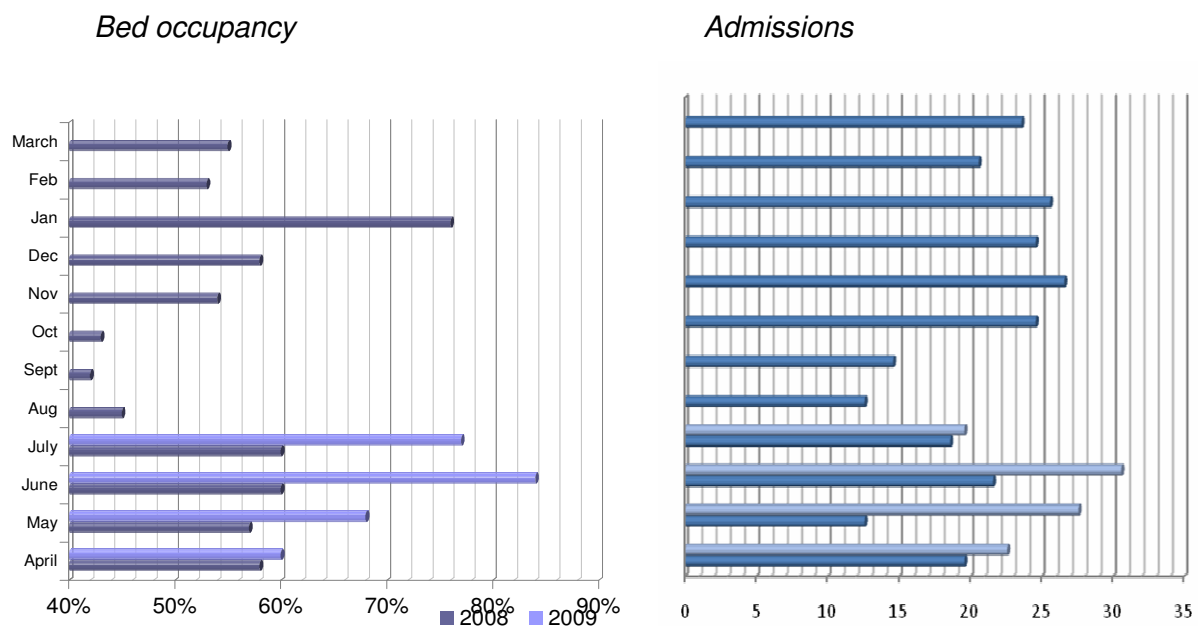 Bed occupancy
Admissions
March
Feb
Jan
Dec
Nov
Oct
Sept
Aug
July
June
May
April
40% 50% 60% 70% 80% 90%
2008 2009
0 5 10 15 20 25 30 35